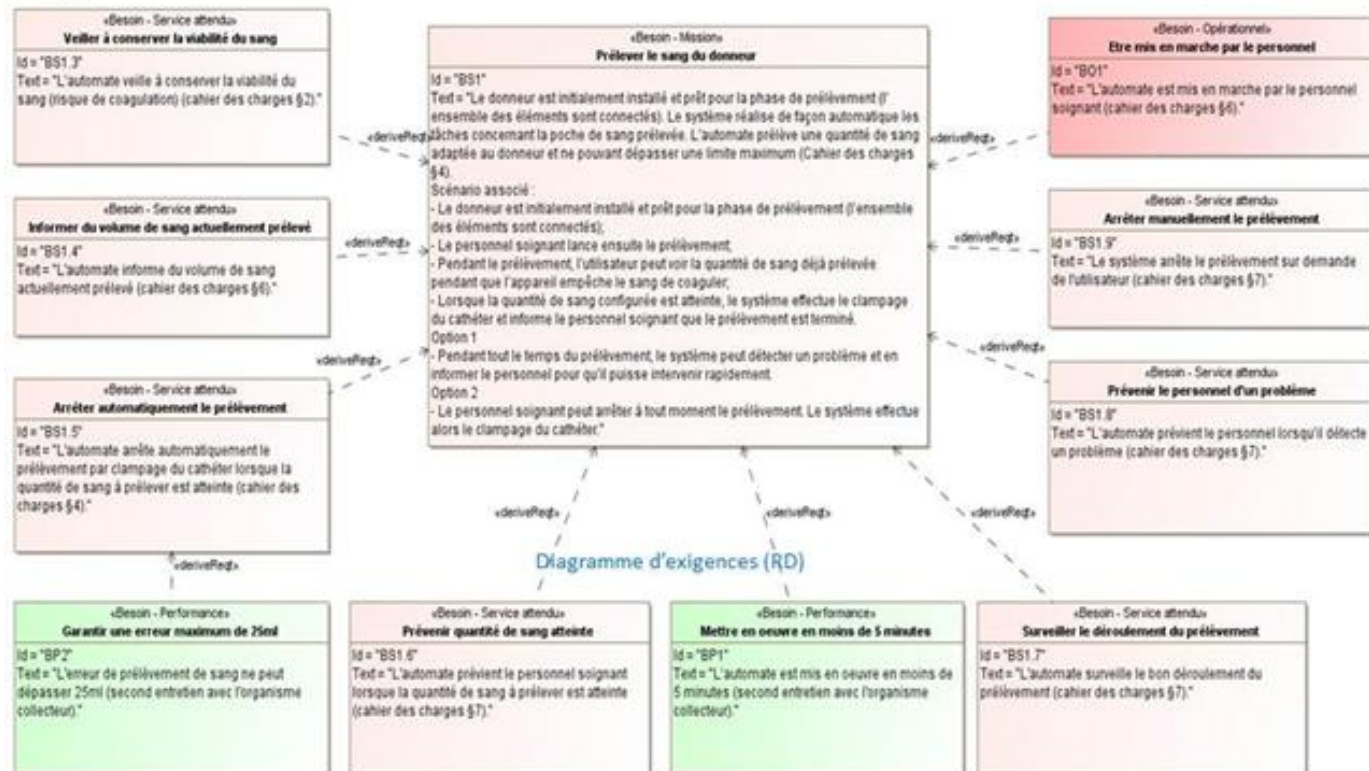 «Besoin - Service attendu»
Veiller à conserver la viabilité du sang
Id = "BS1.3"
Text = "L'automate veille à conserver la viabilité du
sang (risque de coagulation) (cahier des charges §2)."
«deriveReqt»
«Besoin - Service attendu»
Informer du volume de sang actuellement prélevé
Id = "BS1.4"
Text = "L'automate informe du volume de sang
actuellement prélevé (cahier des charges §6)."
«deriveReqt»
«Besoin - Service attendu»
Arrêter automatiquement le prélèvement
Id = "BS1.5"
Text = "L'automate arrête automatiquement le
prélèvement par clampage du cathéter lorsque la
quantité de sang à prélever est atteinte (cahier des
charges §4)."
«deriveReqt»
«deriveReqt»
«Besoin - Mission»
Prélever le sang du donneur
Id = "BS1"
Text = "Le donneur est initialement installé et prêt pour la phase de prélèvement (l'
ensemble des éléments sont connectés). Le système réalise de façon automatique les
tâches concernant la poche de sang prélevée. L'automate prélève une quantité de sang
adaptée au donneur et ne pouvant dépasser une limite maximum (Cahier des charges
§4).
Scénario associé :
- Le donneur est initialement installé et prêt pour la phase de prélèvement (l'ensemble
des éléments sont connectés);
- Le personnel soignant lance ensuite le prélèvement;
- Pendant le prélèvement, l'utilisateur peut voir la quantité de sang déjà prélevée
pendant que l'appareil empêche le sang de coaguler;
- Lorsque la quantité de sang configurée est atteinte, le système effectue le clampage
du cathéter et informe le personnel soignant que le prélèvement est terminé.
Option 1
- Pendant tout le temps du prélèvement, le système peut détecter un problème et en
informer le personnel pour qu'il puisse intervenir rapidement.
Option 2
- Le personnel soignant peut arrêter à tout moment le prélèvement. Le système effectue
alors le clampage du cathéter."
«Besoin - Opérationnel»
Etre mis en marche par le personnel
Id = "BO1"
Text = "L'automate est mis en marche par le personnel
soignant (cahier des charges §6)."
«deriveReqt»
«Besoin - Service attendu»
Arrêter manuellement le prélèvement
Id = "BS1.9"
Text = "Le système arrête le prélèvement sur demande
de l'utilisateur (cahier des charges §7)."
«deriveReqt»
«Besoin - Service attendu»
Prévenir le personnel d'un problème
Id = "BS1.8"
Text = "L'automate prévient le personnel lorsqu'il détecte
un problème (cahier des charges §7)."
«deriveReqt»
«deriveReqt»
«deriveReqt»
«deriveReqt»
Diagramme d'exigences (RD)
«Besoin - Performance»
Garantir une erreur maximum de 25ml
Id = "BP2"
Text = "L'erreur de prélèvement de sang ne peut
dépasser 25ml (second entretien avec l'organisme
collecteur)."
«Besoin - Service attendu»
Prévenir quantité de sang atteinte
Id = "BS1.6"
Text = "L'automate prévient le personnel soignant
lorsque la quantité de sang à prélever est atteinte
(cahier des charges §7)."
«Besoin - Performance»
Mettre en oeuvre en moins de 5 minutes
Id = "BP1"
Text = "L'automate est mis en oeuvre en moins de
5 minutes (second entretien avec l'organisme
collecteur)."
«Besoin - Service attendu»
Surveiller le déroulement du prélèvement
Id = "BS1.7"
Text = "L'automate surveille le bon déroulement du
prélèvement (cahier des charges §7)."